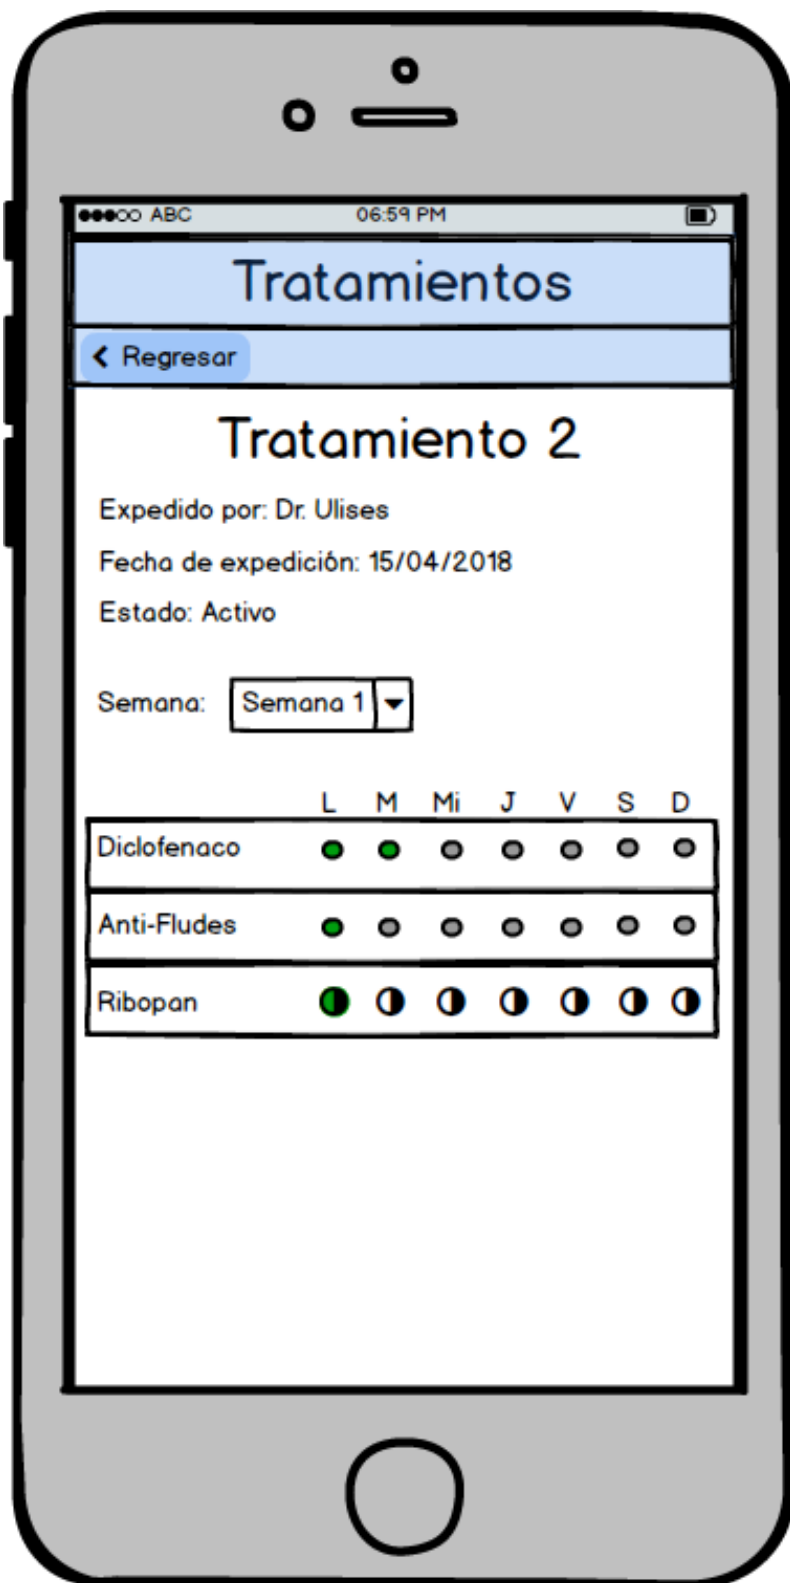 ABC 06:59 PM
Tratamientos
Regresar
Tratamiento 2
Expedido por: Dr. Ulises
Fecha de expedición: 15/04/2018
Estado: Activo
Semana: Semana 1
L M Mi J V S D
Diclofenaco
Anti-Fludes
Ribopan